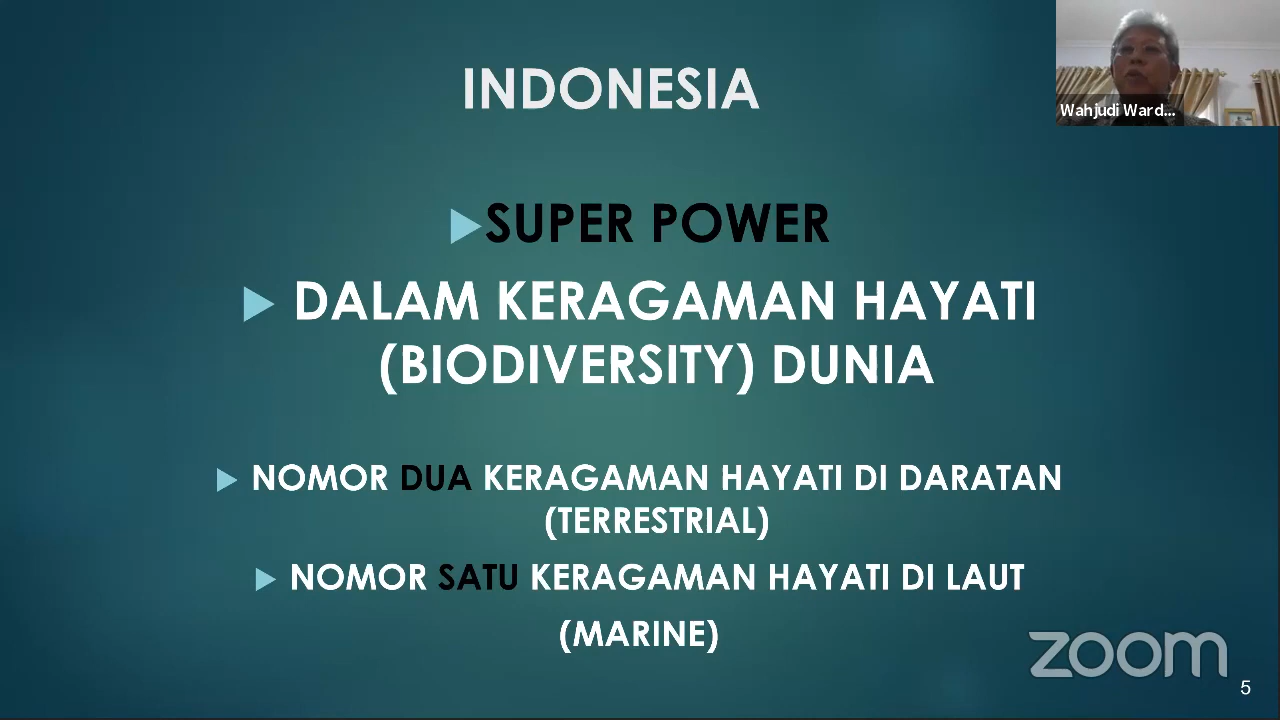 INDONESIA
Wahjudi Ward...
SUPER POWER
DALAM KERAGAMAN HAYATI
(BIODIVERSITY) DUNIA
NOMOR DUA KERAGAMAN HAYATI DI DARATAN
(TERRESTRIAL)
NOMOR SATU KERAGAMAN HAYATI DI LAUT
(MARINE)
zoom
5